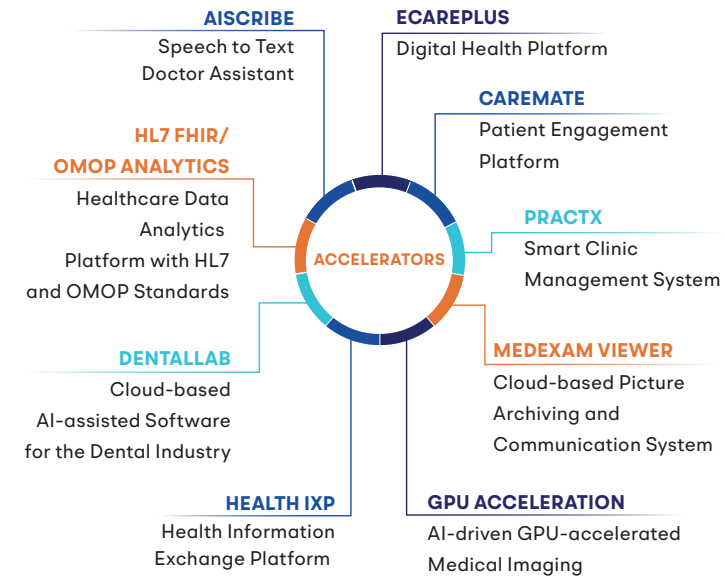 AISCRIBE
Speech to Text
Doctor Assistant
ECAREPLUS
Digital Health Platform
CAREMATE
Patient Engagement
Platform
HL7 FHIR/
OMOP ANALYTICS
Healthcare Data
Analytics
Platform with HL7
and OMOP Standards
PRACTX
Smart Clinic
Management System
ACCELERATORS
DENTALLAB
Cloud-based
AI-assisted Software
for the Dental Industry
MEDEXAM VIEWER
Cloud-based Picture
Archiving and
Communication System
HEALTH IXP
Health Information
Exchange Platform
GPU ACCELERATION
AI-driven GPU-accelerated
Medical Imaging